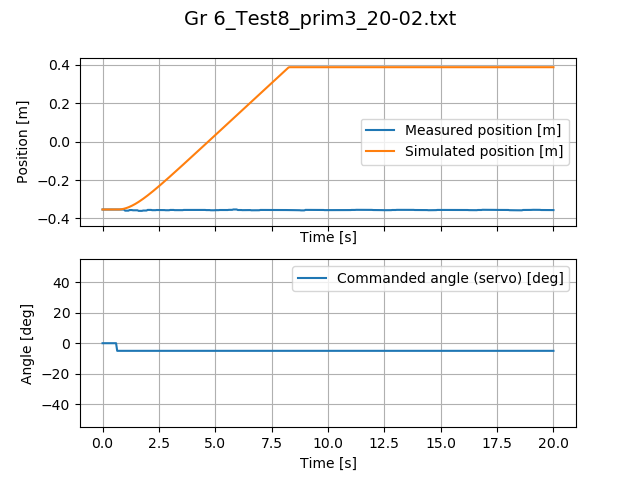 Gr 6_Test8_prim3_20-02.txt
0.4
0.2
0.0
−0.2
−0.4
Position [m]
Measured position [m]
Simulated position [m]
Time [s]
40
20
0
−20
−40
Angle [deg]
Commanded angle (servo) [deg]
0.0 2.5 5.0 7.5 10.0 12.5 15.0 17.5 20.0
Time [s]